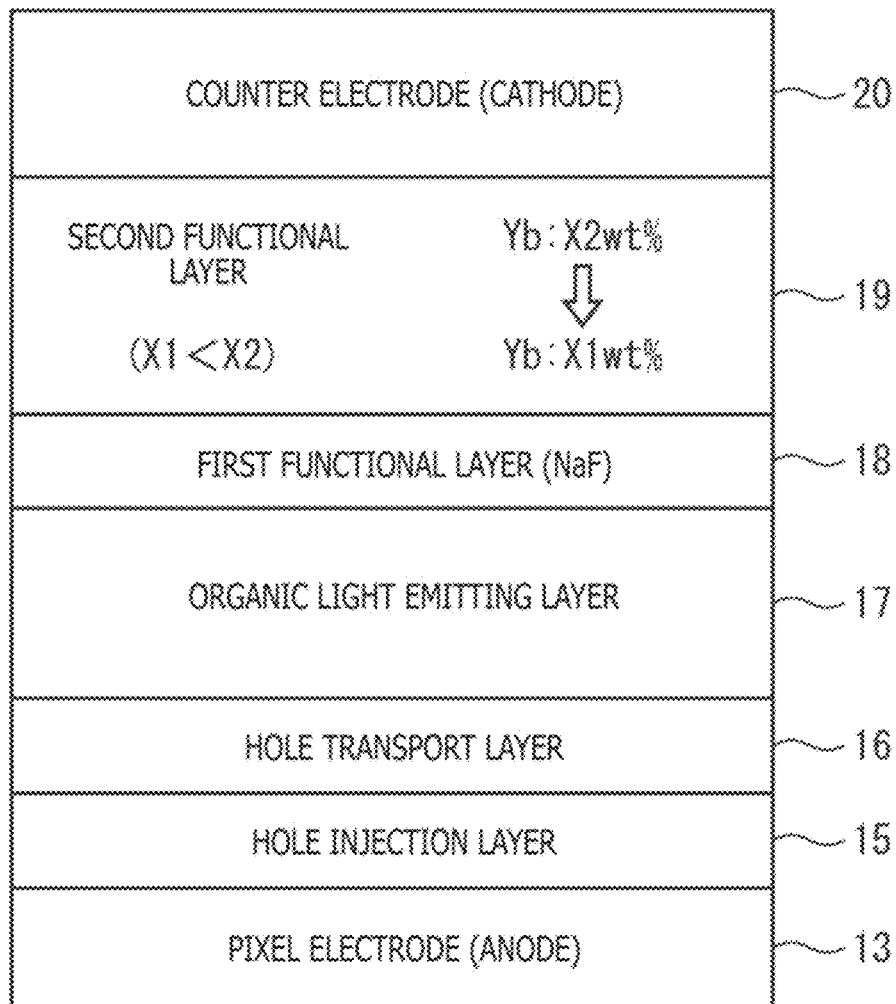 COUNTER ELECTRODE (CATHODE)
20
SECOND FUNCTIONAL
LAYER
(X1<X2)
Yb:X2wt%
Yb:X1wt%
19
FIRST FUNCTIONAL LAYER (NaF)
18
ORGANIC LIGHT EMITTING LAYER
17
HOLE TRANSPORT LAYER
16
HOLE INJECTION LAYER
15
PIXEL ELECTRODE (ANODE)
13